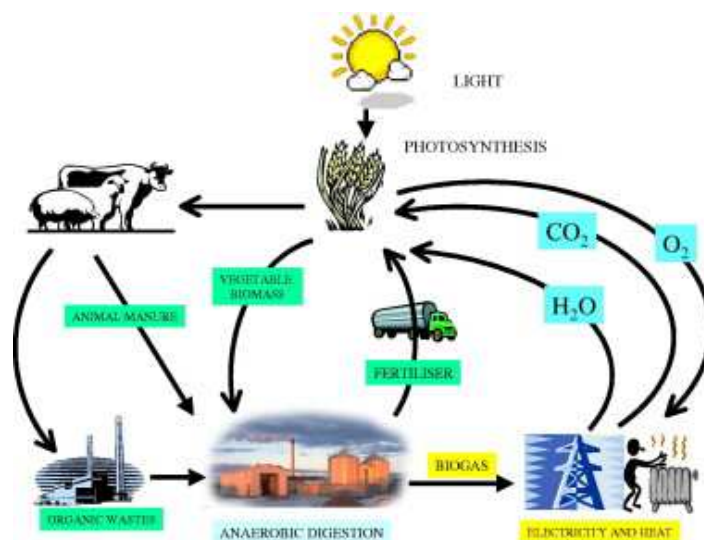 LIGHT
PHOTOSYNTHESIS
CO2
O2
VEGETABLE
BIOMASS
H2O
ANIMAL MANURE
FERTILISER
BIOGAS
ORGANIC WASTES
ANAEROBIC DIGESTION
ELECTRICITY AND HEAT